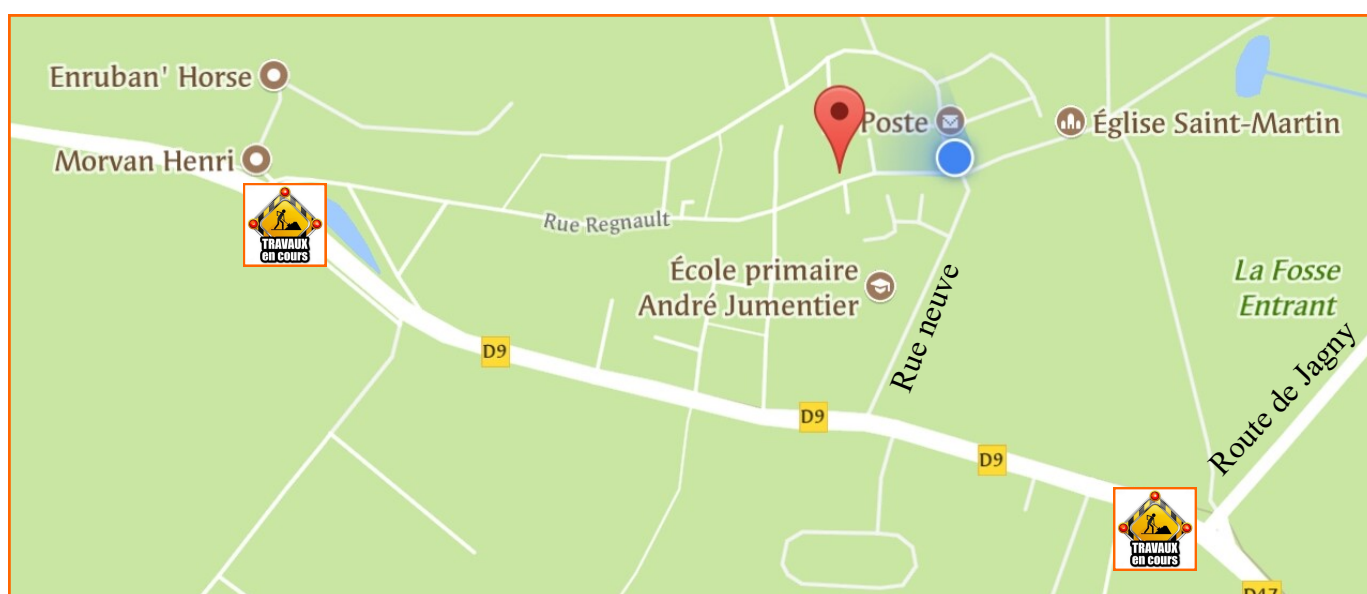 Enruban' Horse
Poste
Église Saint-Martin
Morvan Henri
TRAVAUX
en cours
Rue Regnault
École primaire
André Jumentier
La Fosse
Entrant
Rue neuve
Route de Jagny
D9
D9
D9
TRAVAUX
en cours